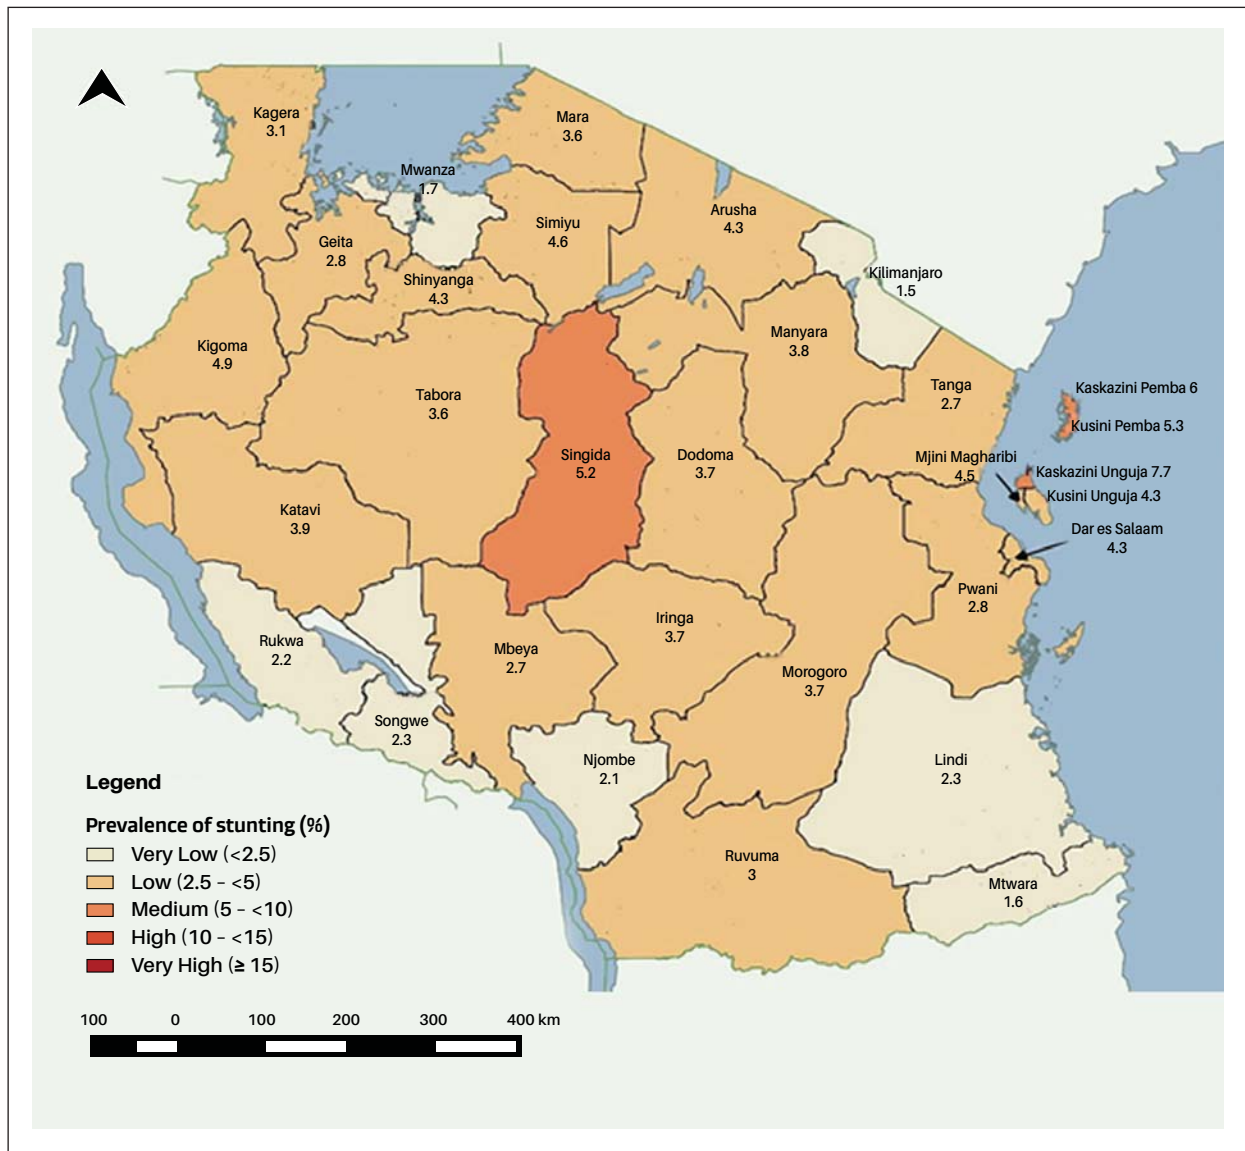 Kagera
3.1
Mara
3.6
Mwanza
1.7
Simiyu
4.6
Arusha
4.3
Geita
2.8
Shinyanga
4.3
Kilimanjaro
1.5
Kigoma
4.9
Manyara
3.8
Tabora
3.6
Tanga
2.7
Kaskazini Pemba 6
Kusini Pemba 5.3
Singida
5.2
Dodoma
3.7
Mjini Magharibi
4.5
Kaskazini Unguja 7.7
Kusini Unguja 4.3
Katavi
3.9
Dar es Salaam
4.3
Pwani
2.8
Iringa
3.7
Rukwa
2.2
Mbeya
2.7
Morogoro
3.7
Songwe
2.3
Njombe
2.1
Lindi
2.3
Ruvuma
3
Mtwara
1.6
Legend
Prevalence of stunting (%)
Very Low (<2.5)
Low (2.5 - <5)
Medium (5 - <10)
High (10 - <15)
Very High (≥ 15)
100 0 100 200 300 400 km